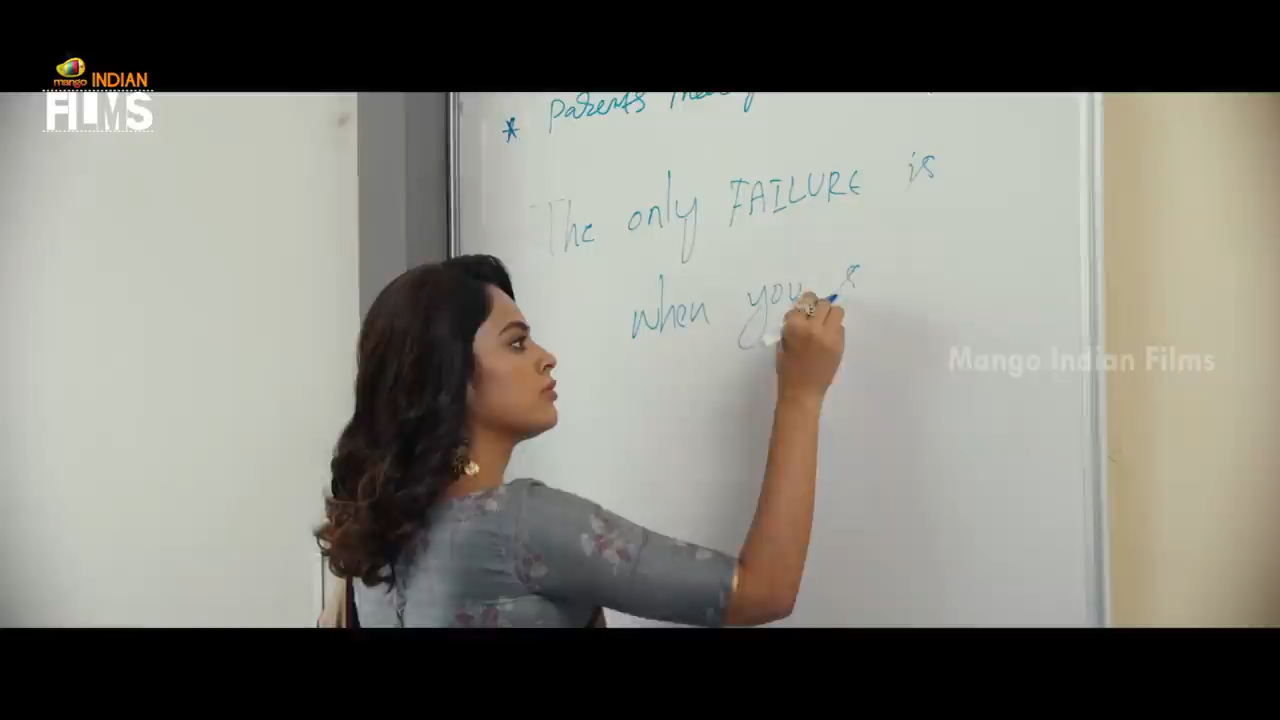 mango INDIAN
FILMS
* Parents
The only FAILURE is
when you s
Mango Indian Films